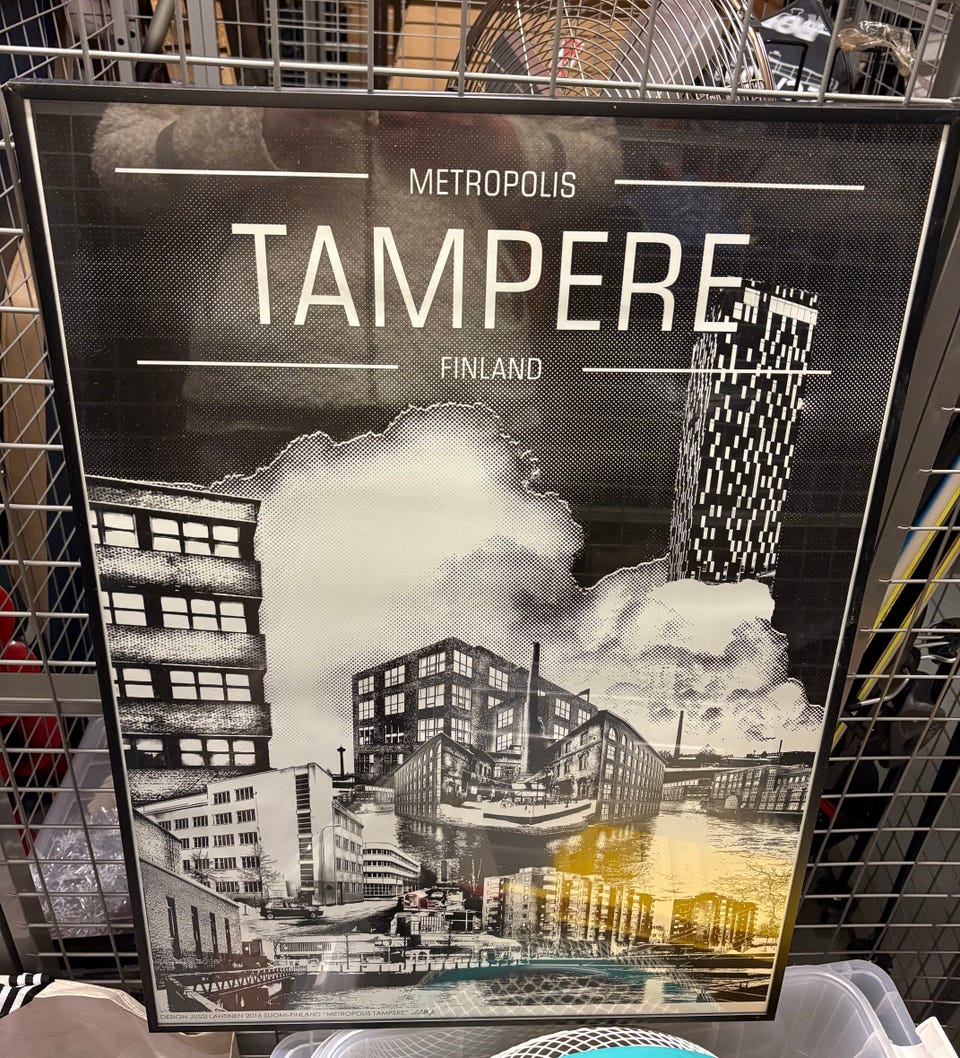 METROPOLIS
TAMPERE
FINLAND
DESIGN JUSSI LAHTINEN 2016 SUOMI-FINLAND "METROPOLIS TAMPERE"